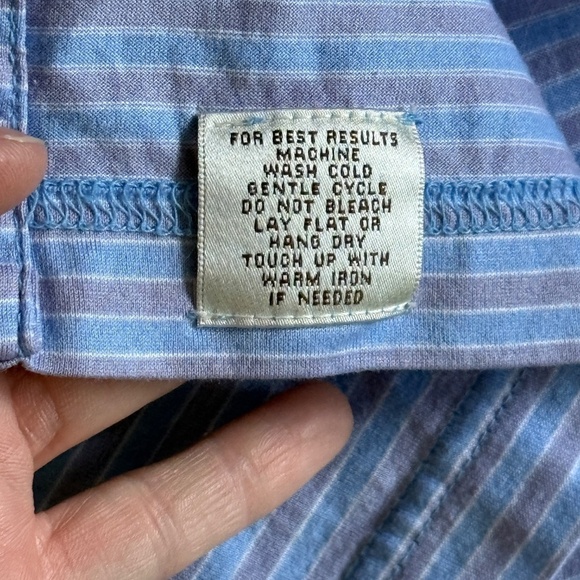 FOR BEST RESULTS
MACHINE
WASH COLD
GENTLE CYCLE
DO NOT BLEACH
LAY FLAT OR
HANG DRY
TOUCH UP WITH
WARM IRON
IF NEEDED